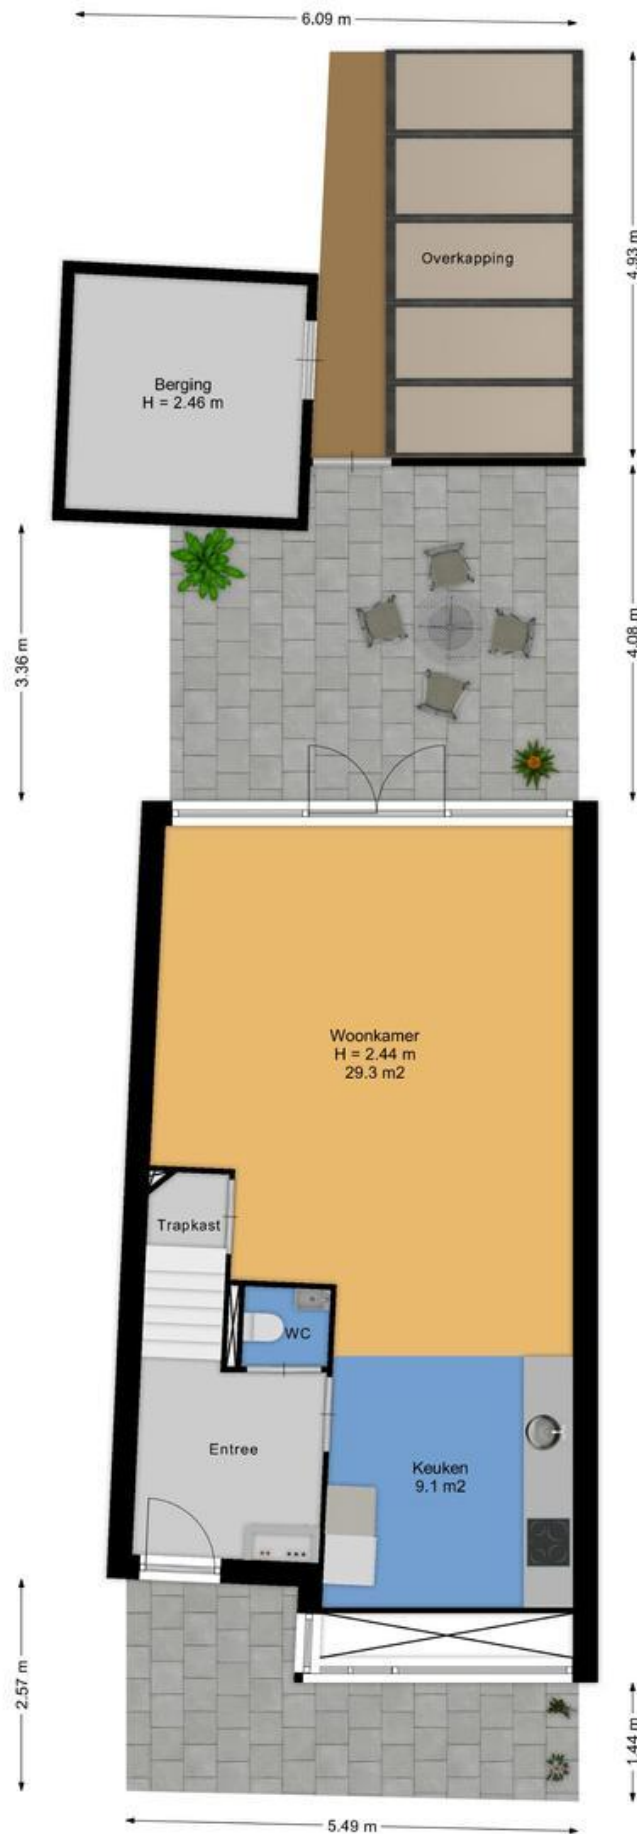 6.09 m
4.93 m
Overkapping
Berging
H = 2.46 m
3.36 m
4.08 m
Woonkamer
H = 2.44 m
29.3 m2
Trapkast
WC
Entree
Keuken
9.1 m2
2.57 m
1.44 m
5.49 m